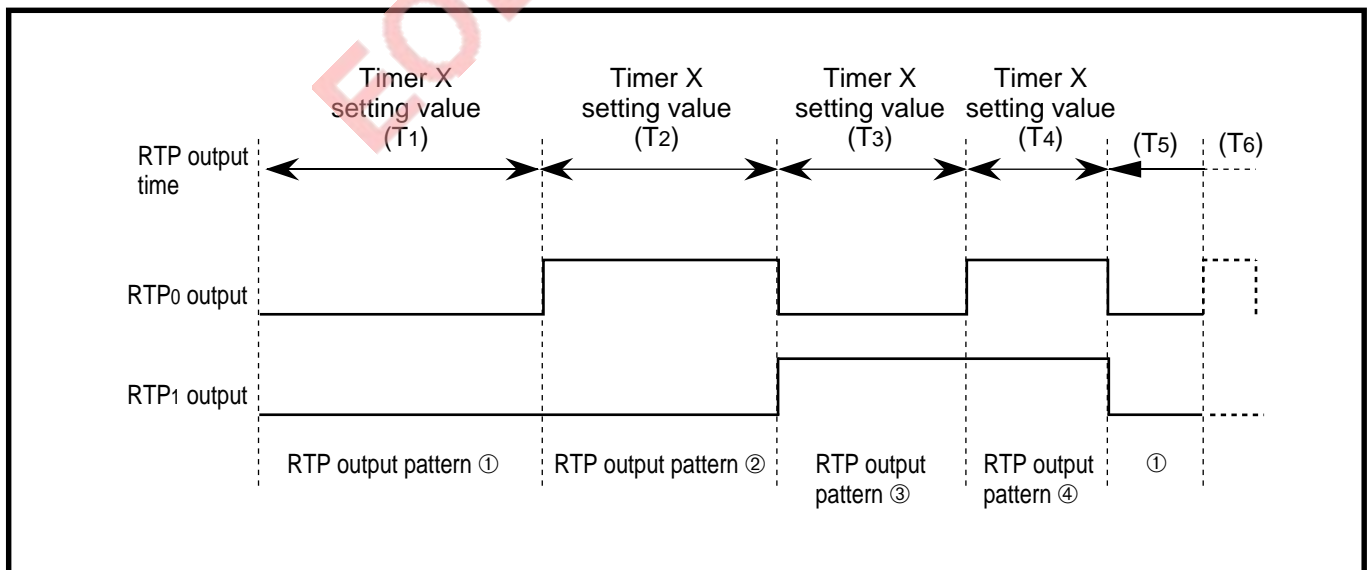 EOL
Timer X
setting value
(T1)
Timer X
setting value
(T2)
Timer X
setting value
(T3)
Timer X
setting value
(T4)
(T5)
(T6)
RTP output
time
RTP0 output
RTP1 output
RTP output pattern ①
RTP output pattern ②
RTP output
pattern ③
RTP output
pattern ④
①